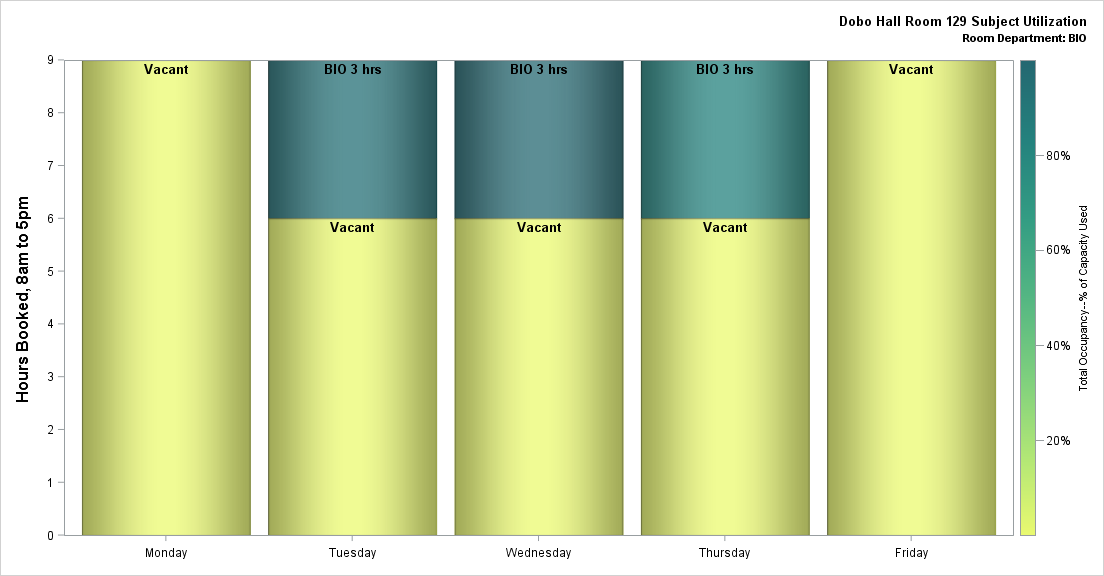 Dobo Hall Room 129 Subject Utilization
Room Department: BIO
Hours Booked, 8am to 5pm
9
8
7
6
5
4
3
2
1
0
Vacant
BIO 3 hrs
BIO 3 hrs
BIO 3 hrs
Vacant
Vacant
Vacant
Vacant
Monday
Tuesday
Wednesday
Thursday
Friday
80%
60%
40%
20%
Total Occupancy--% of Capacity Used